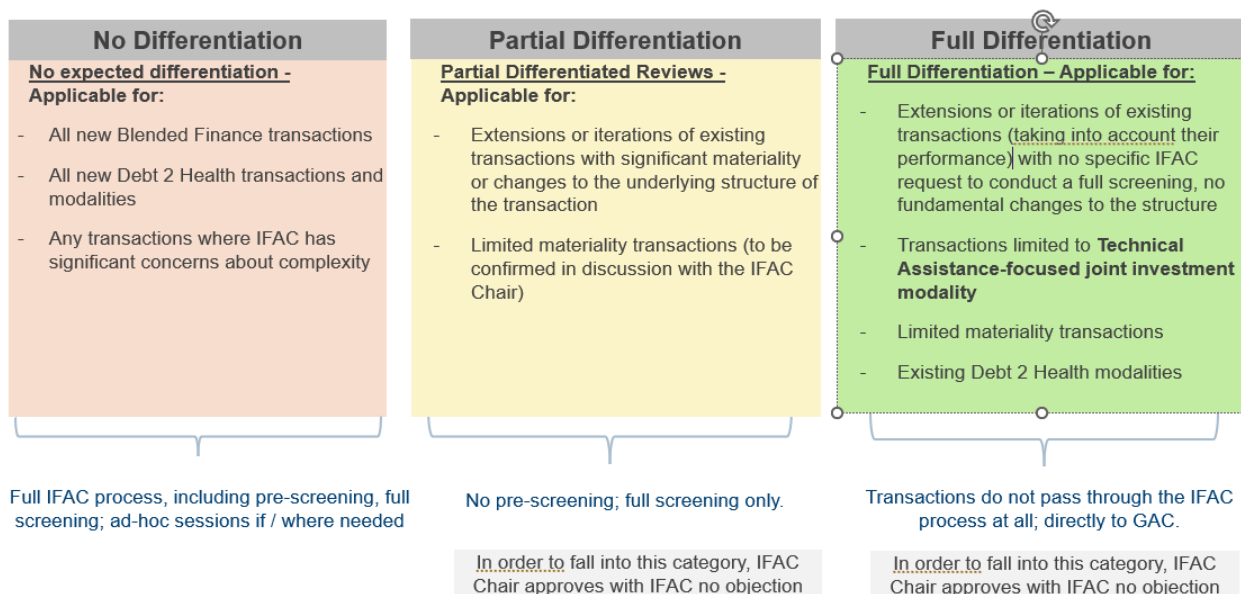 No Differentiation
No expected differentiation -
Applicable for:
- All new Blended Finance transactions
- All new Debt 2 Health transactions and
modalities
- Any transactions where IFAC has
significant concerns about complexity
Full IFAC process, including pre-screening, full
screening; ad-hoc sessions if / where needed
Partial Differentiation
Partial Differentiated Reviews -
Applicable for:
- Extensions or iterations of existing
transactions with significant materiality
or changes to the underlying structure of
the transaction
- Limited materiality transactions (to be
confirmed in discussion with the IFAC
Chair)
No pre-screening; full screening only.
In order to fall into this category, IFAC
Chair approves with IFAC no objection
Full Differentiation
Full Differentiation – Applicable for:
- Extensions or iterations of existing
transactions (taking into account their
performance) with no specific IFAC
request to conduct a full screening, no
fundamental changes to the structure
- Transactions limited to Technical
Assistance-focused joint investment
modality
- Limited materiality transactions
- Existing Debt 2 Health modalities
Transactions do not pass through the IFAC
process at all; directly to GAC.
In order to fall into this category, IFAC
Chair approves with IFAC no objection